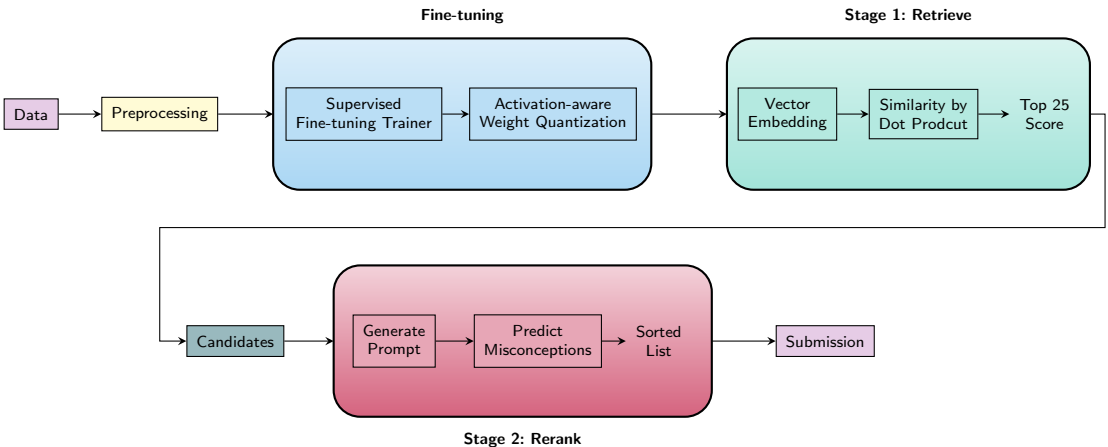 Fine-tuning
Stage 1: Retrieve
Data
Preprocessing
Supervised
Fine-tuning Trainer
Activation-aware
Weight Quantization
Vector
Embedding
Similarity by
Dot Prodcut
Top 25
Score
Candidates
Generate
Prompt
Predict
Misconceptions
Sorted
List
Submission
Stage 2: Rerank